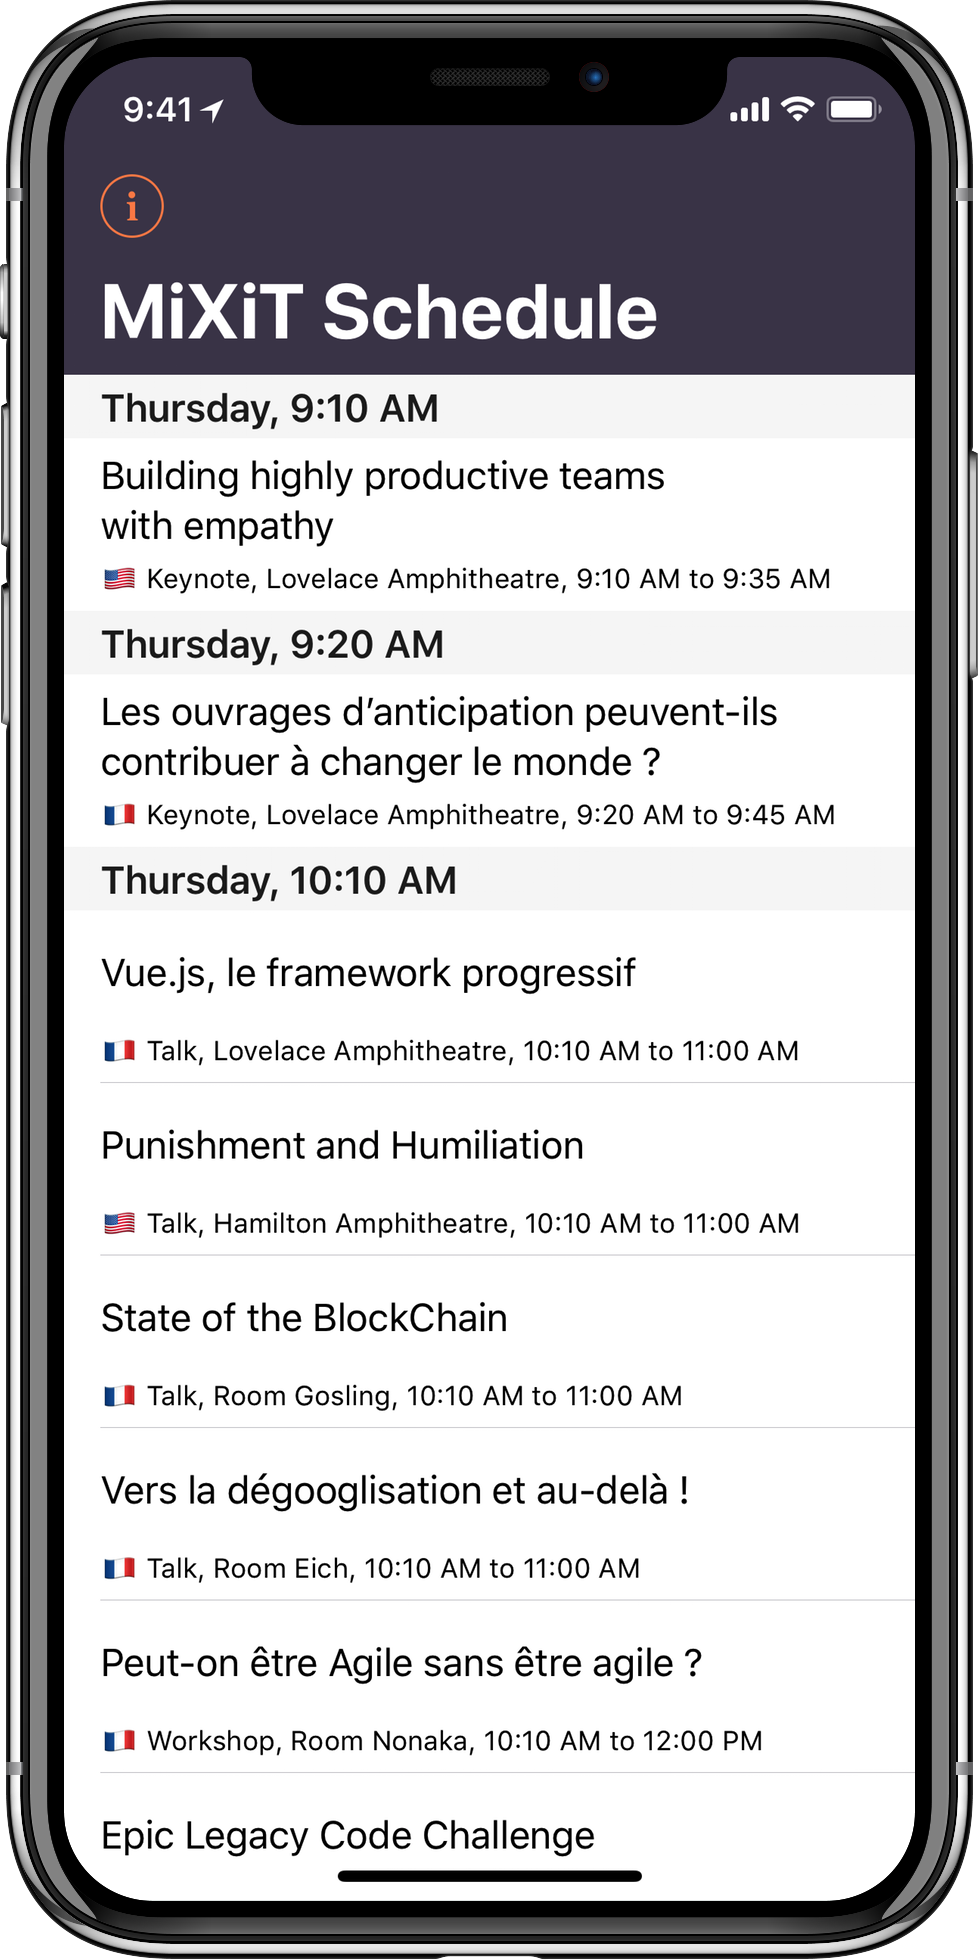 9:41
i
MiXiT Schedule
Thursday, 9:10 AM
Building highly productive teams
with empathy
🇺🇸 Keynote, Lovelace Amphitheatre, 9:10 AM to 9:35 AM
Thursday, 9:20 AM
Les ouvrages d’anticipation peuvent-ils
contribuer à changer le monde ?
🇫🇷 Keynote, Lovelace Amphitheatre, 9:20 AM to 9:45 AM
Thursday, 10:10 AM
Vue.js, le framework progressif
🇫🇷 Talk, Lovelace Amphitheatre, 10:10 AM to 11:00 AM
Punishment and Humiliation
🇺🇸 Talk, Hamilton Amphitheatre, 10:10 AM to 11:00 AM
State of the BlockChain
🇫🇷 Talk, Room Gosling, 10:10 AM to 11:00 AM
Vers la dégooglisation et au-delà !
🇫🇷 Talk, Room Eich, 10:10 AM to 11:00 AM
Peut-on être Agile sans être agile ?
🇫🇷 Workshop, Room Nonaka, 10:10 AM to 12:00 PM
Epic Legacy Code Challenge